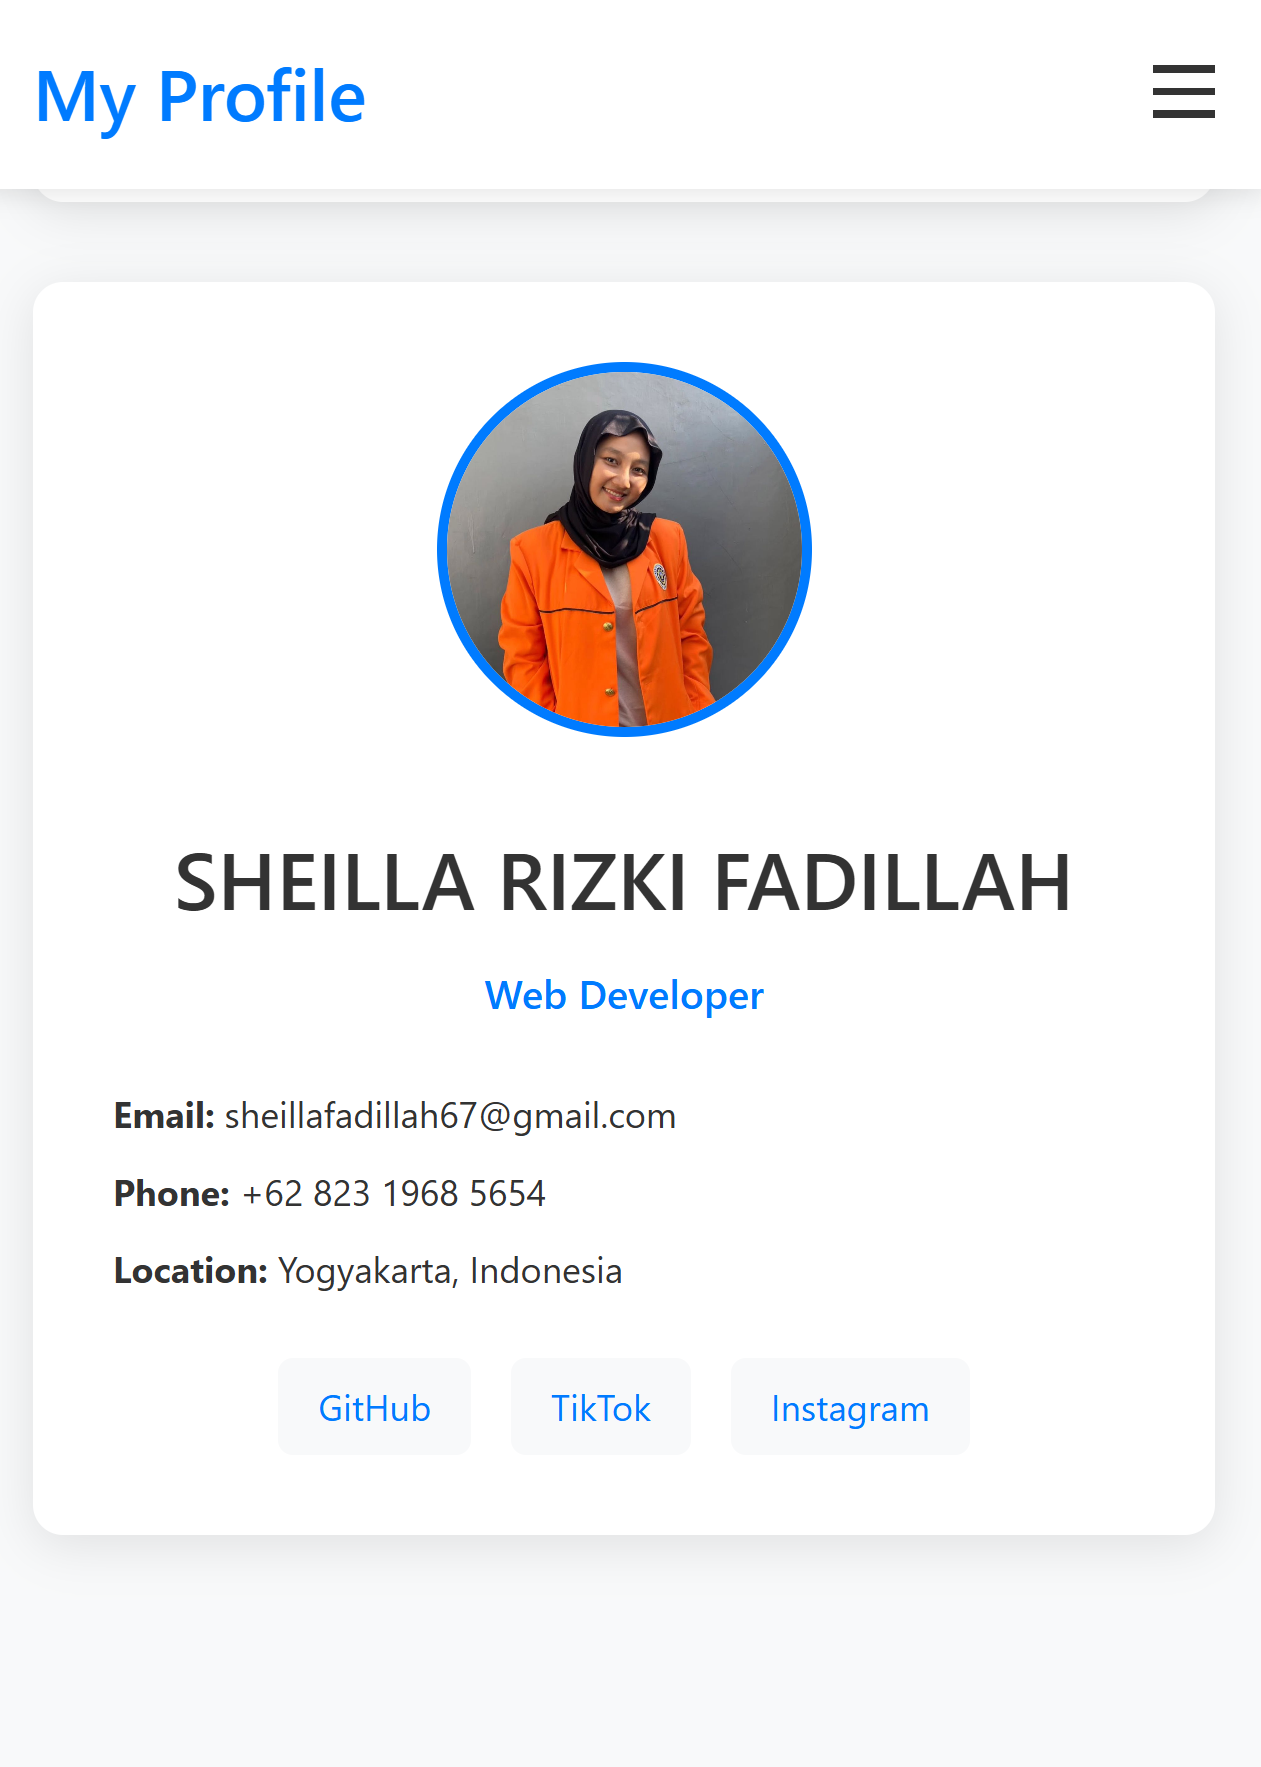 My Profile
SHEILLA RIZKI FADILLAH
Web Developer
Email: sheillafadillah67@gmail.com
Phone: +62 823 1968 5654
Location: Yogyakarta, Indonesia
GitHub TikTok Instagram